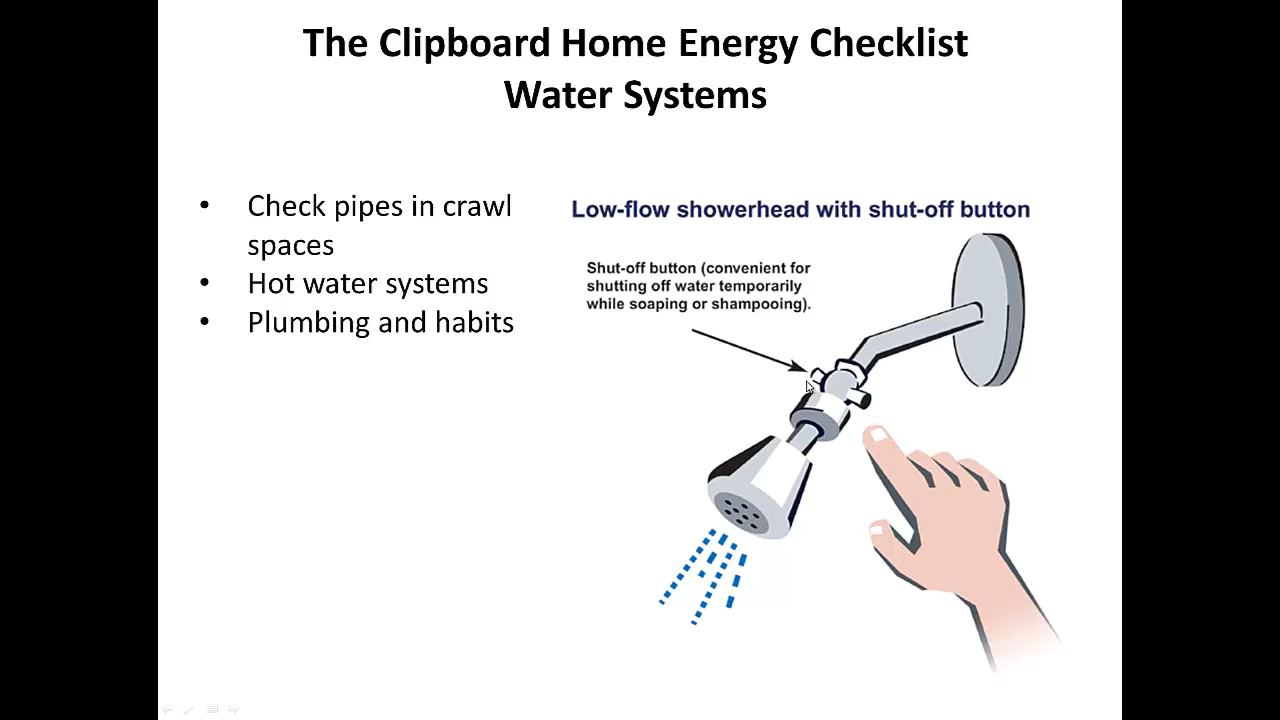 The Clipboard Home Energy Checklist
Water Systems
• Check pipes in crawl
spaces
• Hot water systems
• Plumbing and habits
Low-flow showerhead with shut-off button
Shut-off button (convenient for
shutting off water temporarily
while soaping or shampooing).